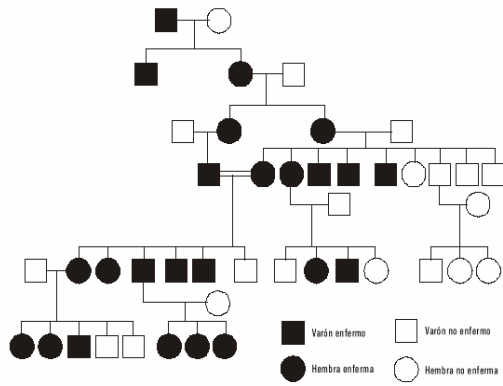 Varón enfermo
Varón no enfermo
Hembra enferma
Hembra no enferma